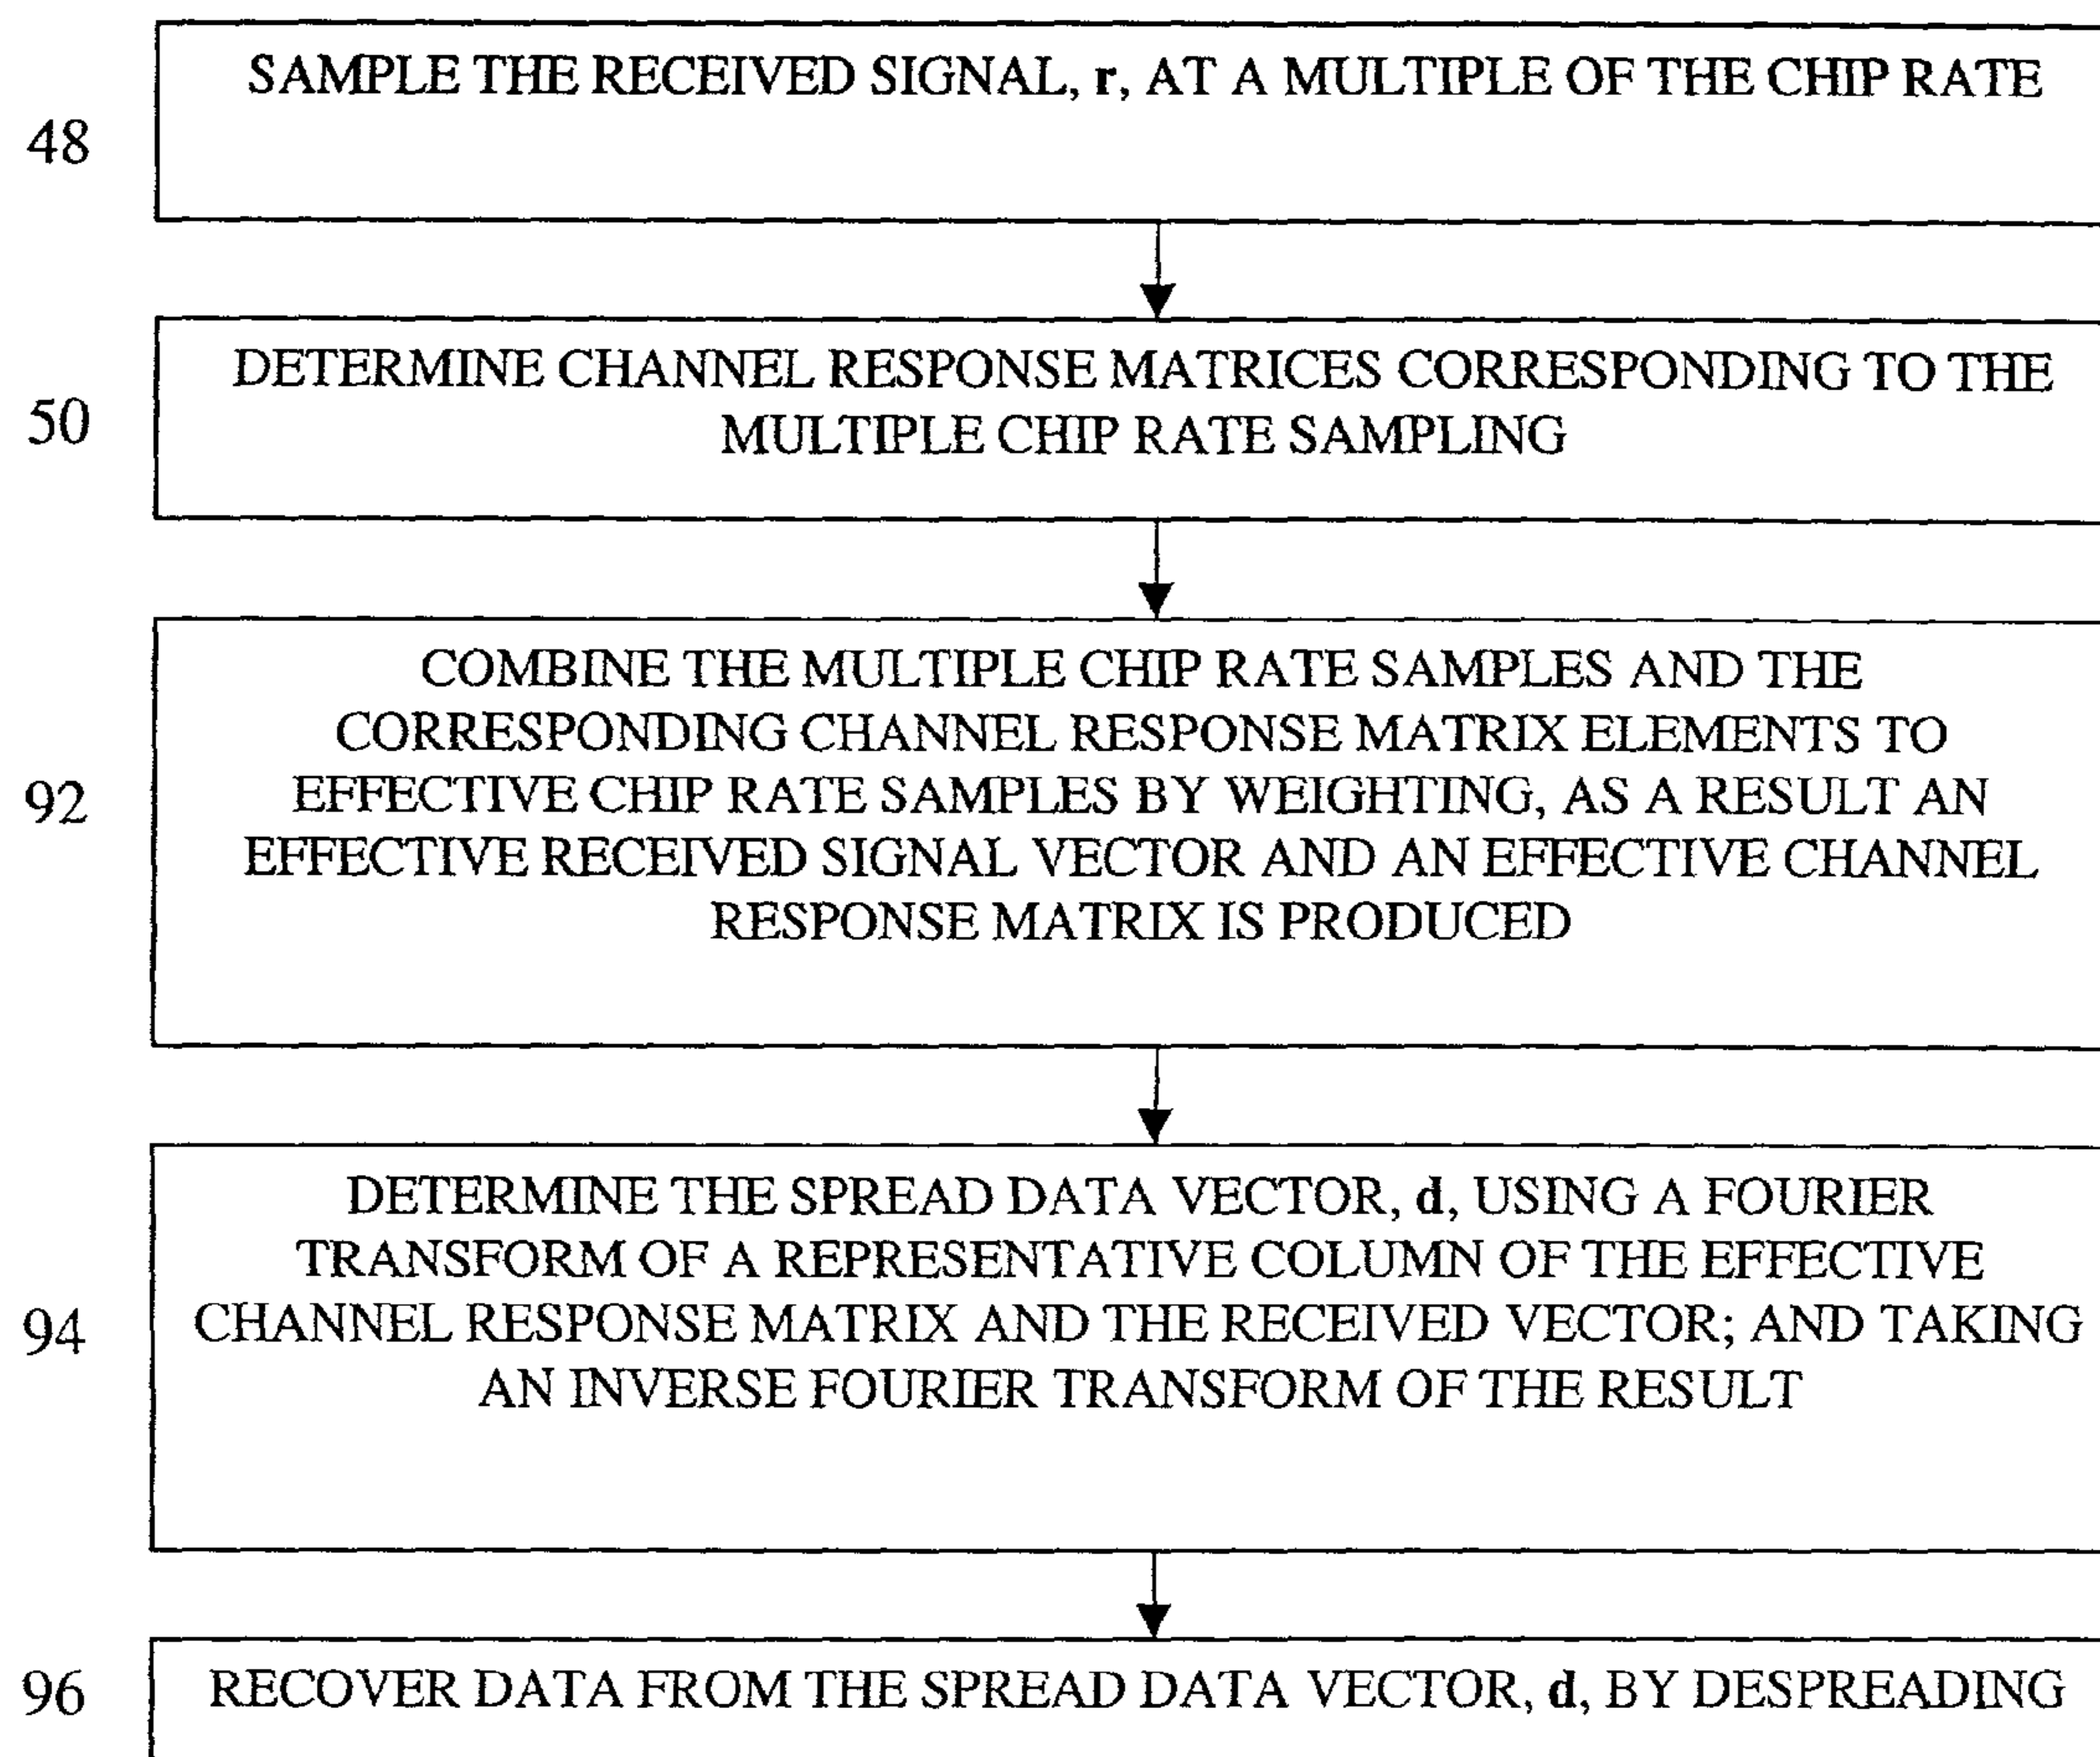 SAMPLE THE RECEIVED SIGNAL, r, AT A MULTIPLE OF THE CHIP RATE
48
DETERMINE CHANNEL RESPONSE MATRICES CORRESPONDING TO THE
MULTIPLE CHIP RATE SAMPLING
50
COMBINE THE MULTIPLE CHIP RATE SAMPLES AND THE
CORRESPONDING CHANNEL RESPONSE MATRIX ELEMENTS TO
EFFECTIVE CHIP RATE SAMPLES BY WEIGHTING, AS A RESULT AN
EFFECTIVE RECEIVED SIGNAL VECTOR AND AN EFFECTIVE CHANNEL
RESPONSE MATRIX IS PRODUCED
92
DETERMINE THE SPREAD DATA VECTOR, d, USING A FOURIER
TRANSFORM OF A REPRESENTATIVE COLUMN OF THE EFFECTIVE
CHANNEL RESPONSE MATRIX AND THE RECEIVED VECTOR; AND TAKING
AN INVERSE FOURIER TRANSFORM OF THE RESULT
94
RECOVER DATA FROM THE SPREAD DATA VECTOR, d, BY DESPREADING
96